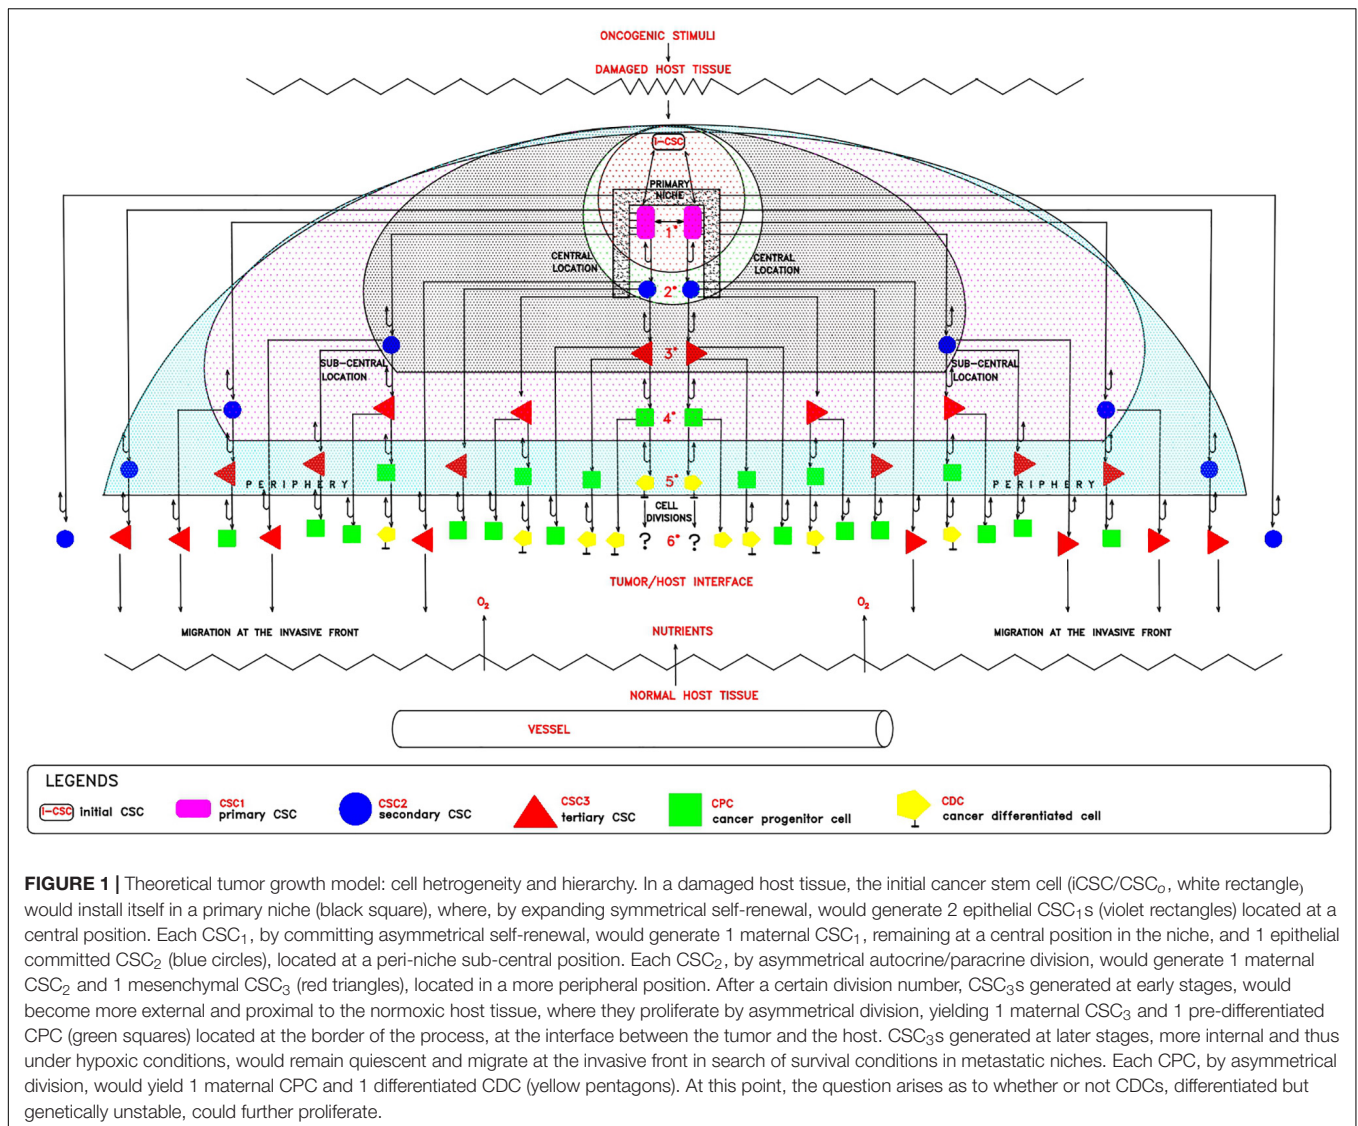 ONCOGENIC STIMULI
DAMAGED HOST TISSUE
i-CSC
PRIMARY
NICHE
1°
CENTRAL
LOCATION
CENTRAL
LOCATION
2°
3°
SUB-CENTRAL
LOCATION
SUB-CENTRAL
LOCATION
4°
5°
PERIPHERY
PERIPHERY
CELL
DIVISIONS
? 6° ?
TUMOR/HOST INTERFACE
O₂
O₂
MIGRATION AT THE INVASIVE FRONT
NUTRIENTS
MIGRATION AT THE INVASIVE FRONT
NORMAL HOST TISSUE
VESSEL
LEGENDS
i-CSC initial CSC
CSC1
primary CSC
CSC2
secondary CSC
CSC3
tertiary CSC
CPC
cancer progenitor cell
CDC
cancer differentiated cell
FIGURE 1 | Theoretical tumor growth model: cell hetrogeneity and hierarchy. In a damaged host tissue, the initial cancer stem cell (iCSC/CSCₒ, white rectangle)
would install itself in a primary niche (black square), where, by expanding symmetrical self-renewal, would generate 2 epithelial CSC₁s (violet rectangles) located at a
central position. Each CSC₁, by committing asymmetrical self-renewal, would generate 1 maternal CSC₁, remaining at a central position in the niche, and 1 epithelial
committed CSC₂ (blue circles), located at a peri-niche sub-central position. Each CSC₂, by asymmetrical autocrine/paracrine division, would generate 1 maternal
CSC₂ and 1 mesenchymal CSC₃ (red triangles), located in a more peripheral position. After a certain division number, CSC₃s generated at early stages, would
become more external and proximal to the normoxic host tissue, where they proliferate by asymmetrical division, yielding 1 maternal CSC₃ and 1 pre-differentiated
CPC (green squares) located at the border of the process, at the interface between the tumor and the host. CSC₃s generated at later stages, more internal and thus
under hypoxic conditions, would remain quiescent and migrate at the invasive front in search of survival conditions in metastatic niches. Each CPC, by asymmetrical
division, would yield 1 maternal CPC and 1 differentiated CDC (yellow pentagons). At this point, the question arises as to whether or not CDCs, differentiated but
genetically unstable, could further proliferate.